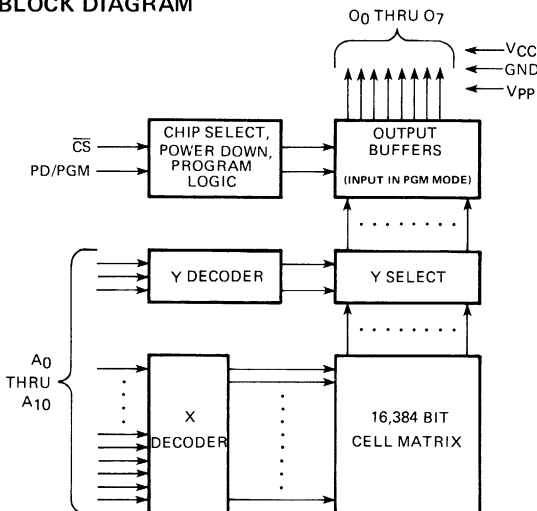 BLOCK DIAGRAM
O0 THRU O7
VCC
GND
VPP
CS
PD/PGM
CHIP SELECT,
POWER DOWN,
PROGRAM
LOGIC
OUTPUT
BUFFERS
(INPUT IN PGM MODE)
Y DECODER
Y SELECT
A0
THRU
A10
X
DECODER
16,384 BIT
CELL MATRIX